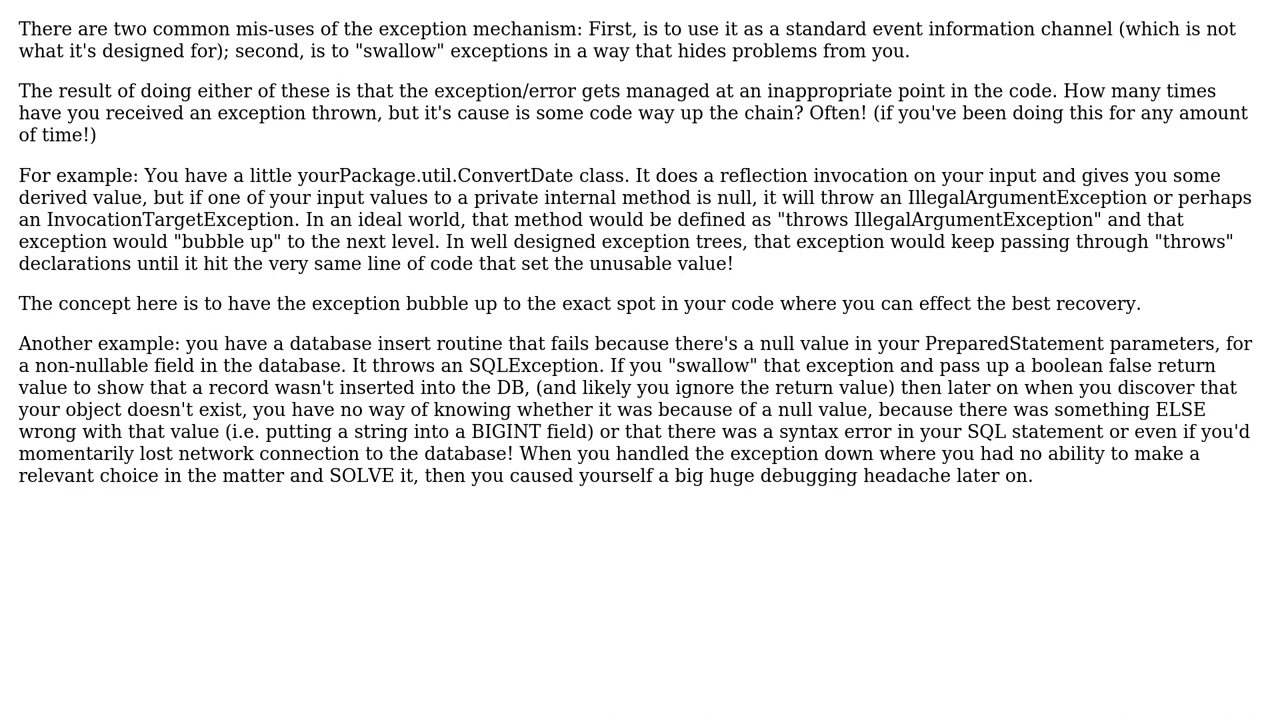 There are two common mis-uses of the exception mechanism: First, is to use it as a standard event information channel (which is not
what it's designed for); second, is to "swallow" exceptions in a way that hides problems from you.
The result of doing either of these is that the exception/error gets managed at an inappropriate point in the code. How many times
have you received an exception thrown, but it's cause is some code way up the chain? Often! (if you've been doing this for any amount
of time!)
For example: You have a little yourPackage.util.ConvertDate class. It does a reflection invocation on your input and gives you some
derived value, but if one of your input values to a private internal method is null, it will throw an IllegalArgumentException or perhaps
an InvocationTargetException. In an ideal world, that method would be defined as "throws IllegalArgumentException" and that
exception would "bubble up" to the next level. In well designed exception trees, that exception would keep passing through "throws"
declarations until it hit the very same line of code that set the unusable value!
The concept here is to have the exception bubble up to the exact spot in your code where you can effect the best recovery.
Another example: you have a database insert routine that fails because there's a null value in your PreparedStatement parameters, for
a non-nullable field in the database. It throws an SQLException. If you "swallow" that exception and pass up a boolean false return
value to show that a record wasn't inserted into the DB, (and likely you ignore the return value) then later on when you discover that
your object doesn't exist, you have no way of knowing whether it was because of a null value, because there was something ELSE
wrong with that value (i.e. putting a string into a BIGINT field) or that there was a syntax error in your SQL statement or even if you'd
momentarily lost network connection to the database! When you handled the exception down where you had no ability to make a
relevant choice in the matter and SOLVE it, then you caused yourself a big huge debugging headache later on.